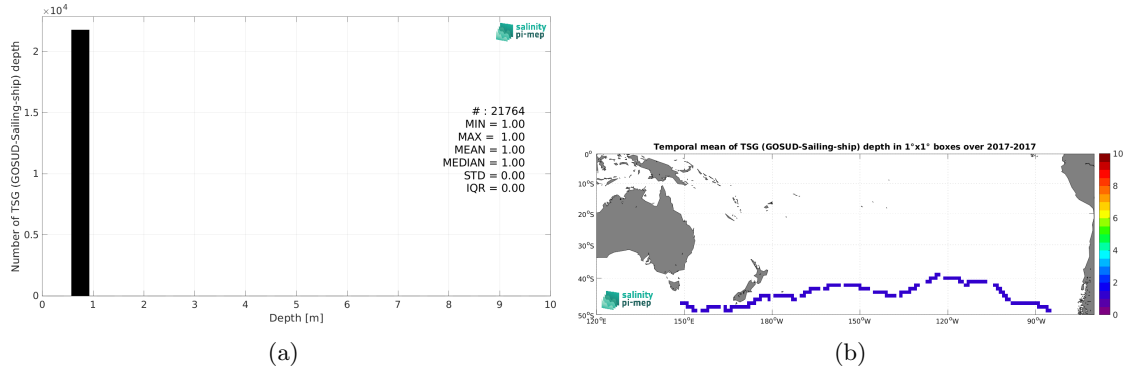 ×10⁴
2
1.5
1
0.5
0
Number of TSG (GOSUD-Sailing-ship) depth
salinity
pi-mep
# : 21764
MIN = 1.00
MAX = 1.00
MEAN = 1.00
MEDIAN = 1.00
STD = 0.00
IQR = 0.00
0 1 2 3 4 5 6 7 8 9 10
Depth [m]
(a)
Temporal mean of TSG (GOSUD-Sailing-ship) depth in 1°x1° boxes over 2017-2017
0°
10°S
20°S
30°S
40°S
50°S
salinity
pi-mep
120°E 150°E 180°W 150°W 120°W 90°W
10
8
6
4
2
0
(b)